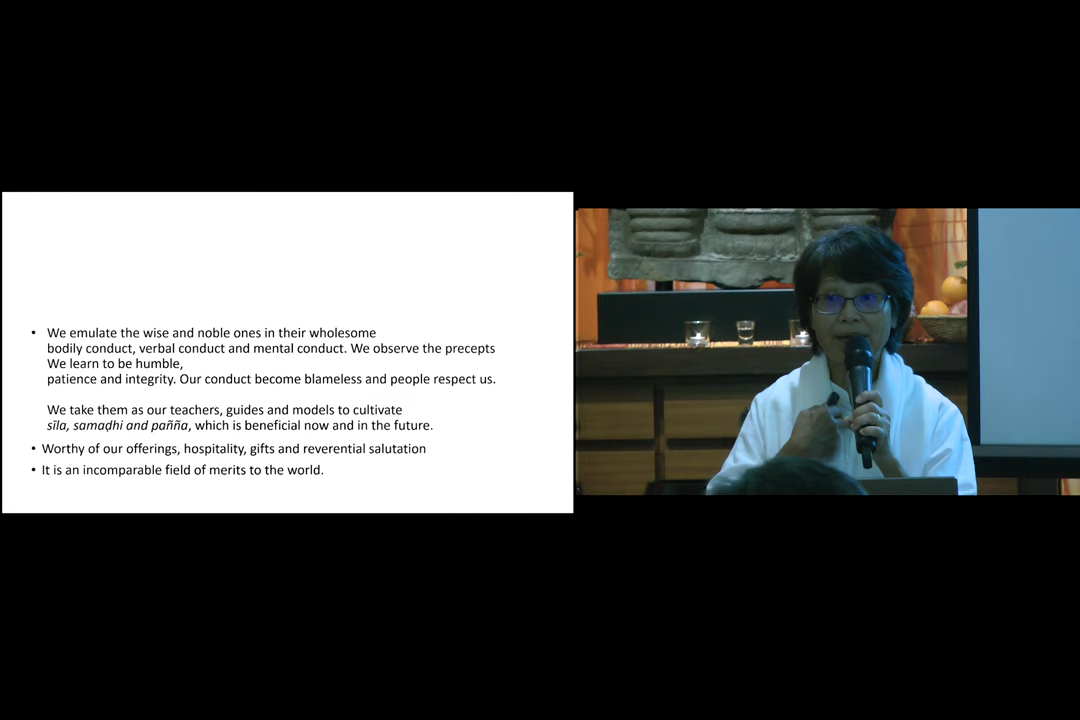 • We emulate the wise and noble ones in their wholesome
bodily conduct, verbal conduct and mental conduct. We observe the precepts
We learn to be humble,
patience and integrity. Our conduct become blameless and people respect us.
We take them as our teachers, guides and models to cultivate
sīla, samaḍhi and pañña, which is beneficial now and in the future.
• Worthy of our offerings, hospitality, gifts and reverential salutation
• It is an incomparable field of merits to the world.